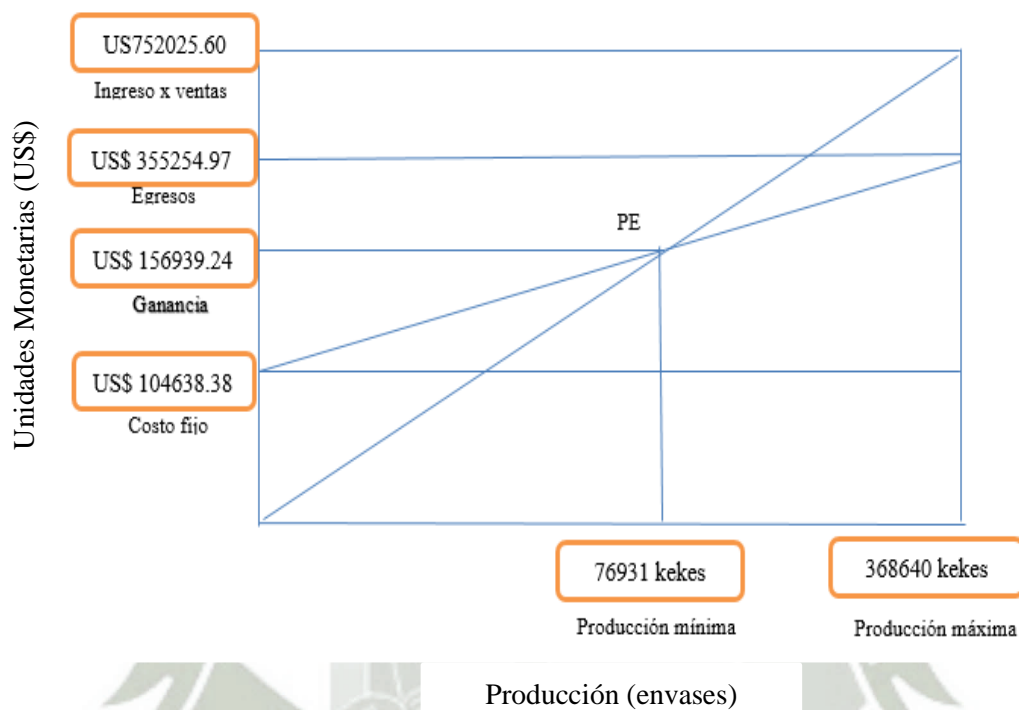 US752025.60
Ingreso x ventas
US$ 355254.97
Egresos
US$ 156939.24
Ganancia
US$ 104638.38
Costo fijo
Unidades Monetarias (US$)
PE
76931 kekes
368640 kekes
Producción mínima
Producción máxima
Producción (envases)